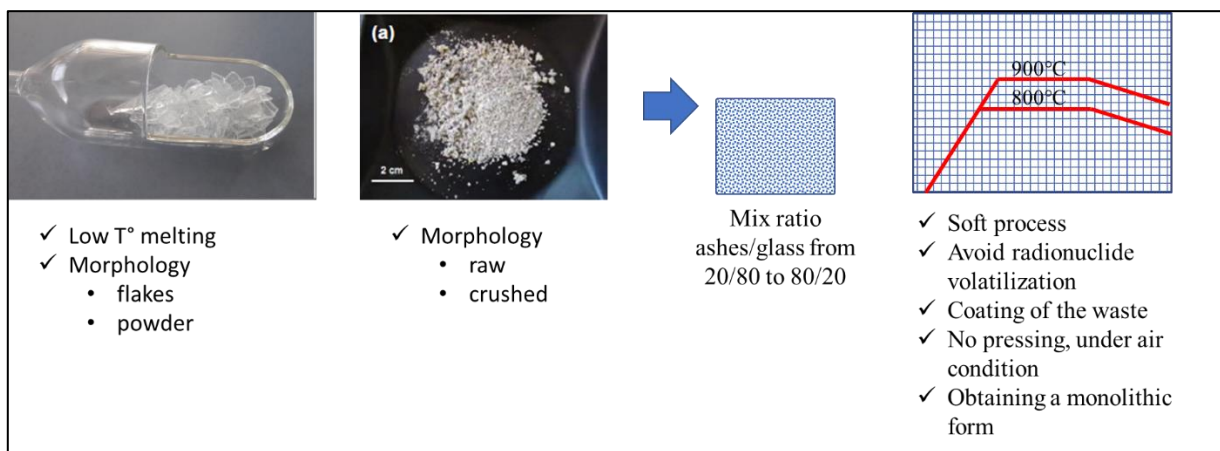 ✓ Low T° melting
✓ Morphology
• flakes
• powder
(a)
2 cm
✓ Morphology
• raw
• crushed
Mix ratio
ashes/glass from
20/80 to 80/20
900°C
800°C
✓ Soft process
✓ Avoid radionuclide
volatilization
✓ Coating of the waste
✓ No pressing, under air
condition
✓ Obtaining a monolithic
form